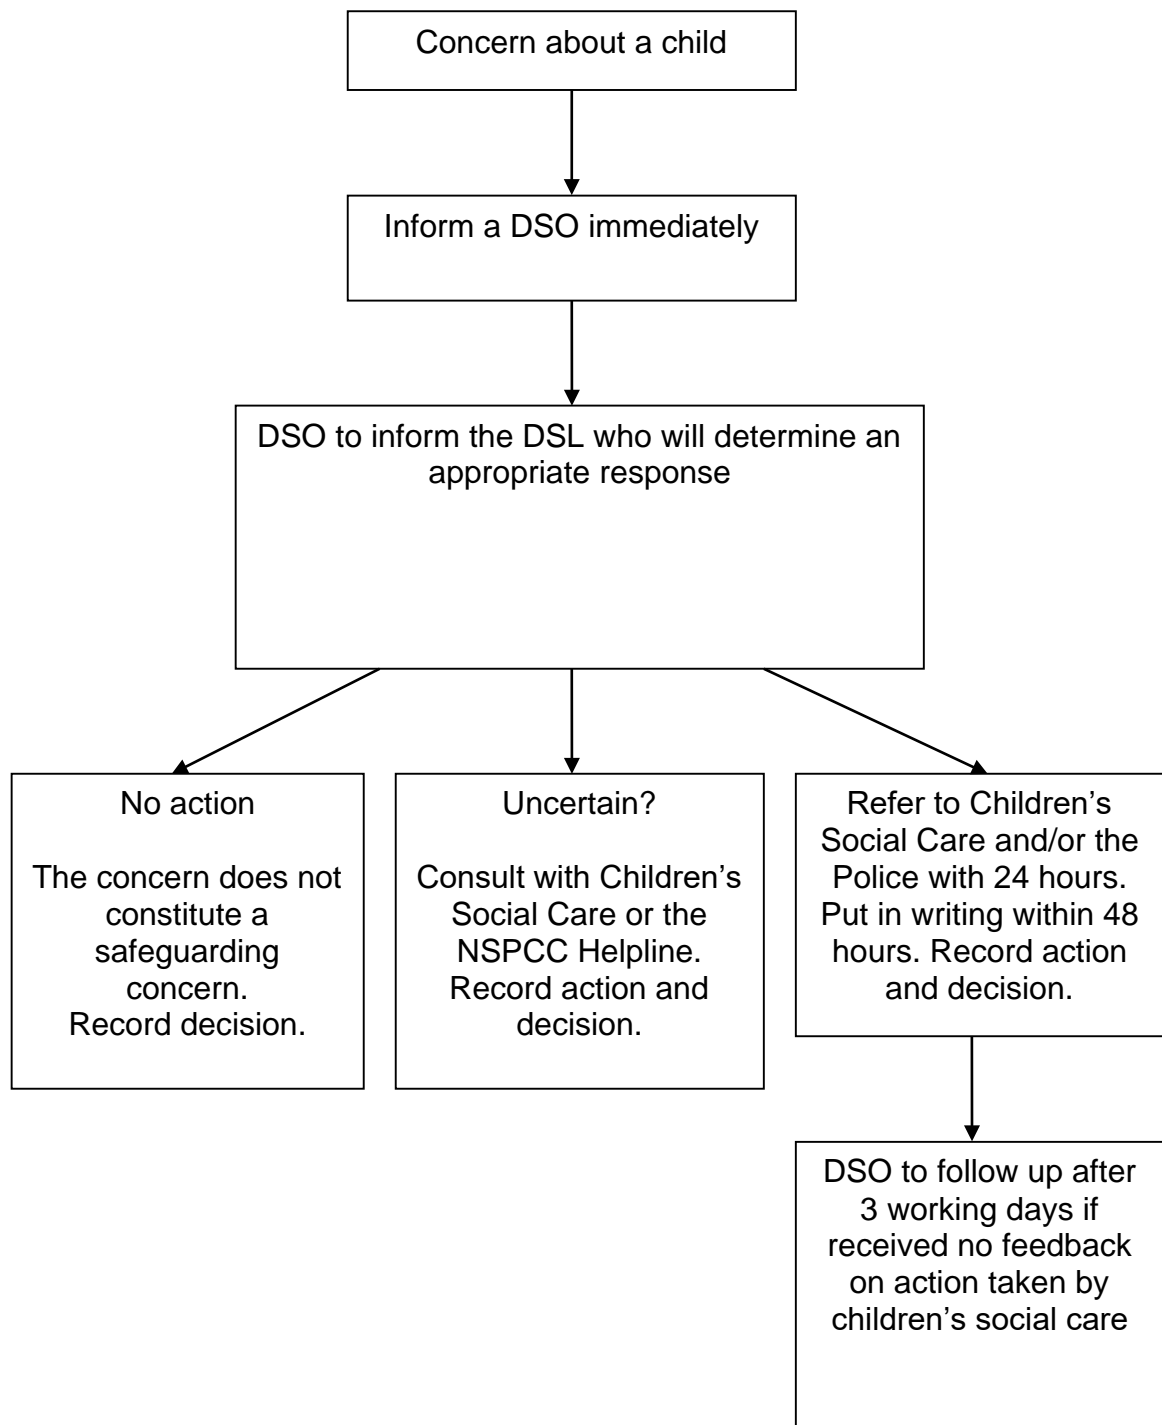 Concern about a child
Inform a DSO immediately
DSO to inform the DSL who will determine an
appropriate response
No action
The concern does not
constitute a
safeguarding
concern.
Record decision.
Uncertain?
Consult with Children’s
Social Care or the
NSPCC Helpline.
Record action and
decision.
Refer to Children’s
Social Care and/or the
Police with 24 hours.
Put in writing within 48
hours. Record action
and decision.
DSO to follow up after
3 working days if
received no feedback
on action taken by
children’s social care